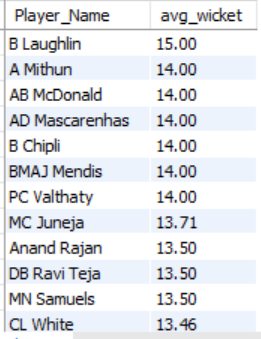 Player_Name avg_wicket
B Laughlin 15.00
A Mithun 14.00
AB McDonald 14.00
AD Mascarenhas 14.00
B Chipli 14.00
BMAJ Mendis 14.00
PC Valthaty 14.00
MC Juneja 13.71
Anand Rajan 13.50
DB Ravi Teja 13.50
MN Samuels 13.50
CL White 13.46